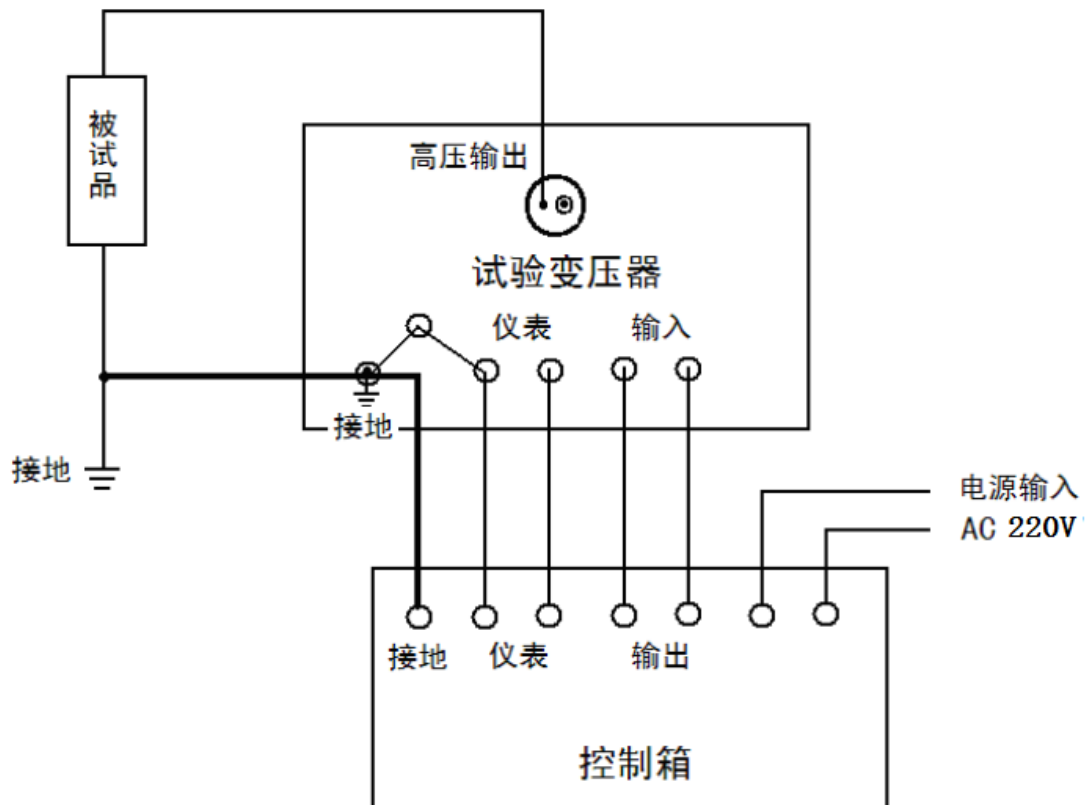 被试品
高压输出
试验变压器
仪表
输入
接地
接地
电源输入
AC 220V
接地
仪表
输出
控制箱